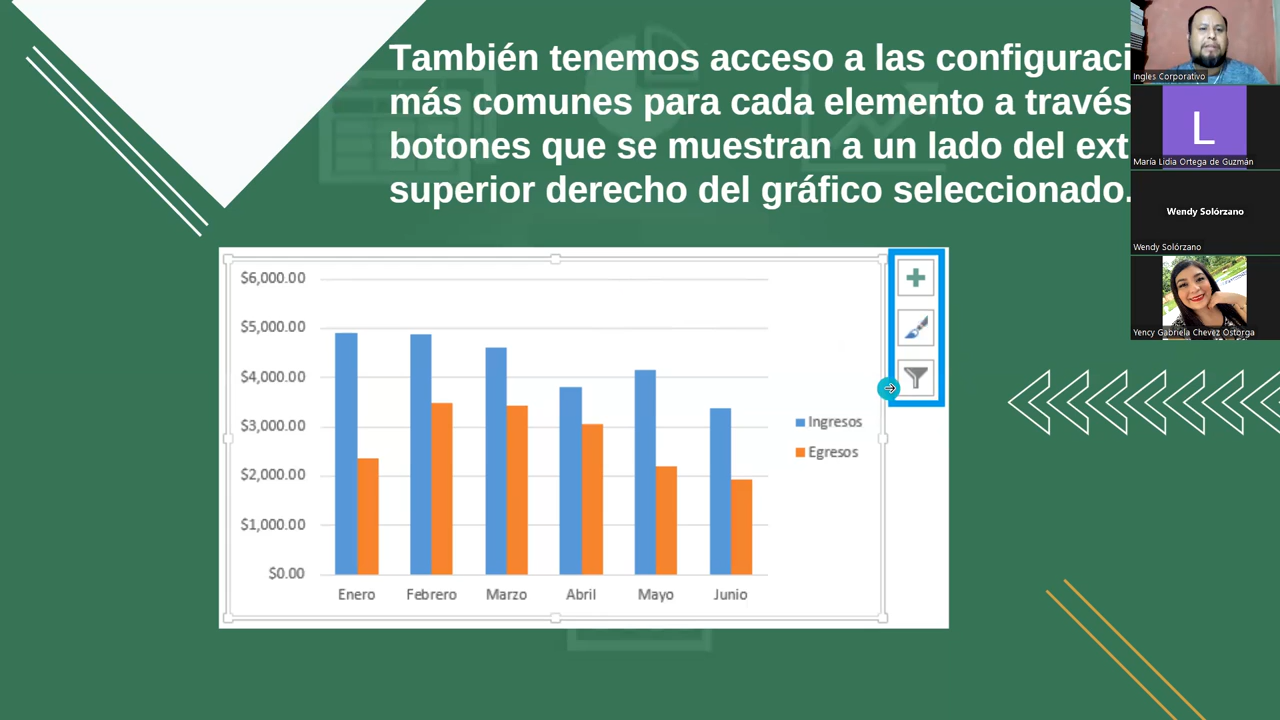 También tenemos acceso a las configuraci
más comunes para cada elemento a través
botones que se muestran a un lado del ext
superior derecho del gráfico seleccionado.
$6,000.00
$5,000.00
$4,000.00
$3,000.00
$2,000.00
$1,000.00
$0.00
Enero Febrero Marzo Abril Mayo Junio
Ingresos
Egresos
Ingles Corporativo
L
María Lidia Ortega de Guzmán
Wendy Solórzano
Wendy Solórzano
Yency Gabriela Chevez Ostorga